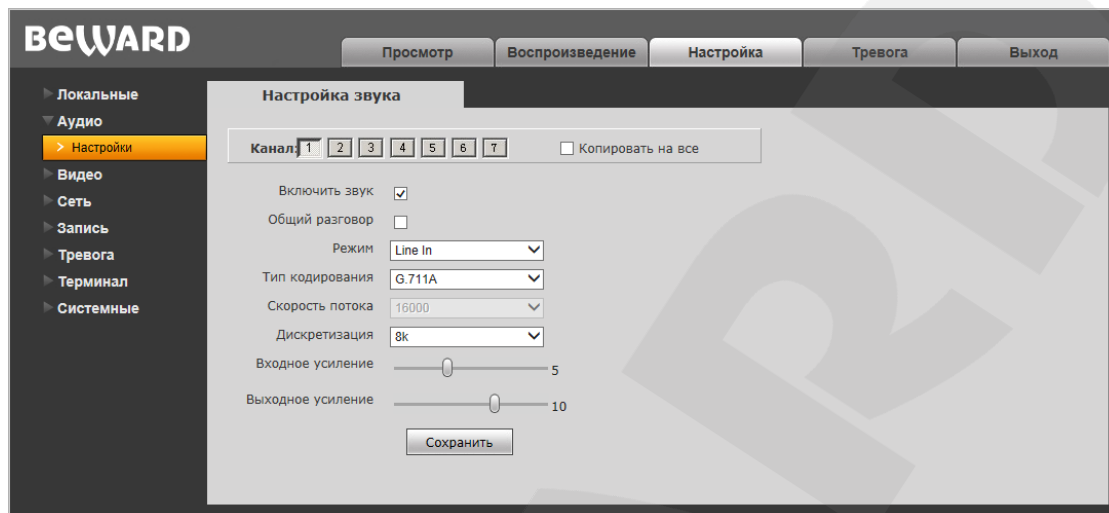 BEWARD
Просмотр Воспроизведение Настройка Тревога Выход
Локальные
Аудио
> Настройки
Видео
Сеть
Запись
Тревога
Терминал
Системные
Настройка звука
Канал: 1 2 3 4 5 6 7 Копировать на все
Включить звук
Общий разговор
Режим Line In
Тип кодирования G.711A
Скорость потока 16000
Дискретизация 8k
Входное усиление 5
Выходное усиление 10
Сохранить